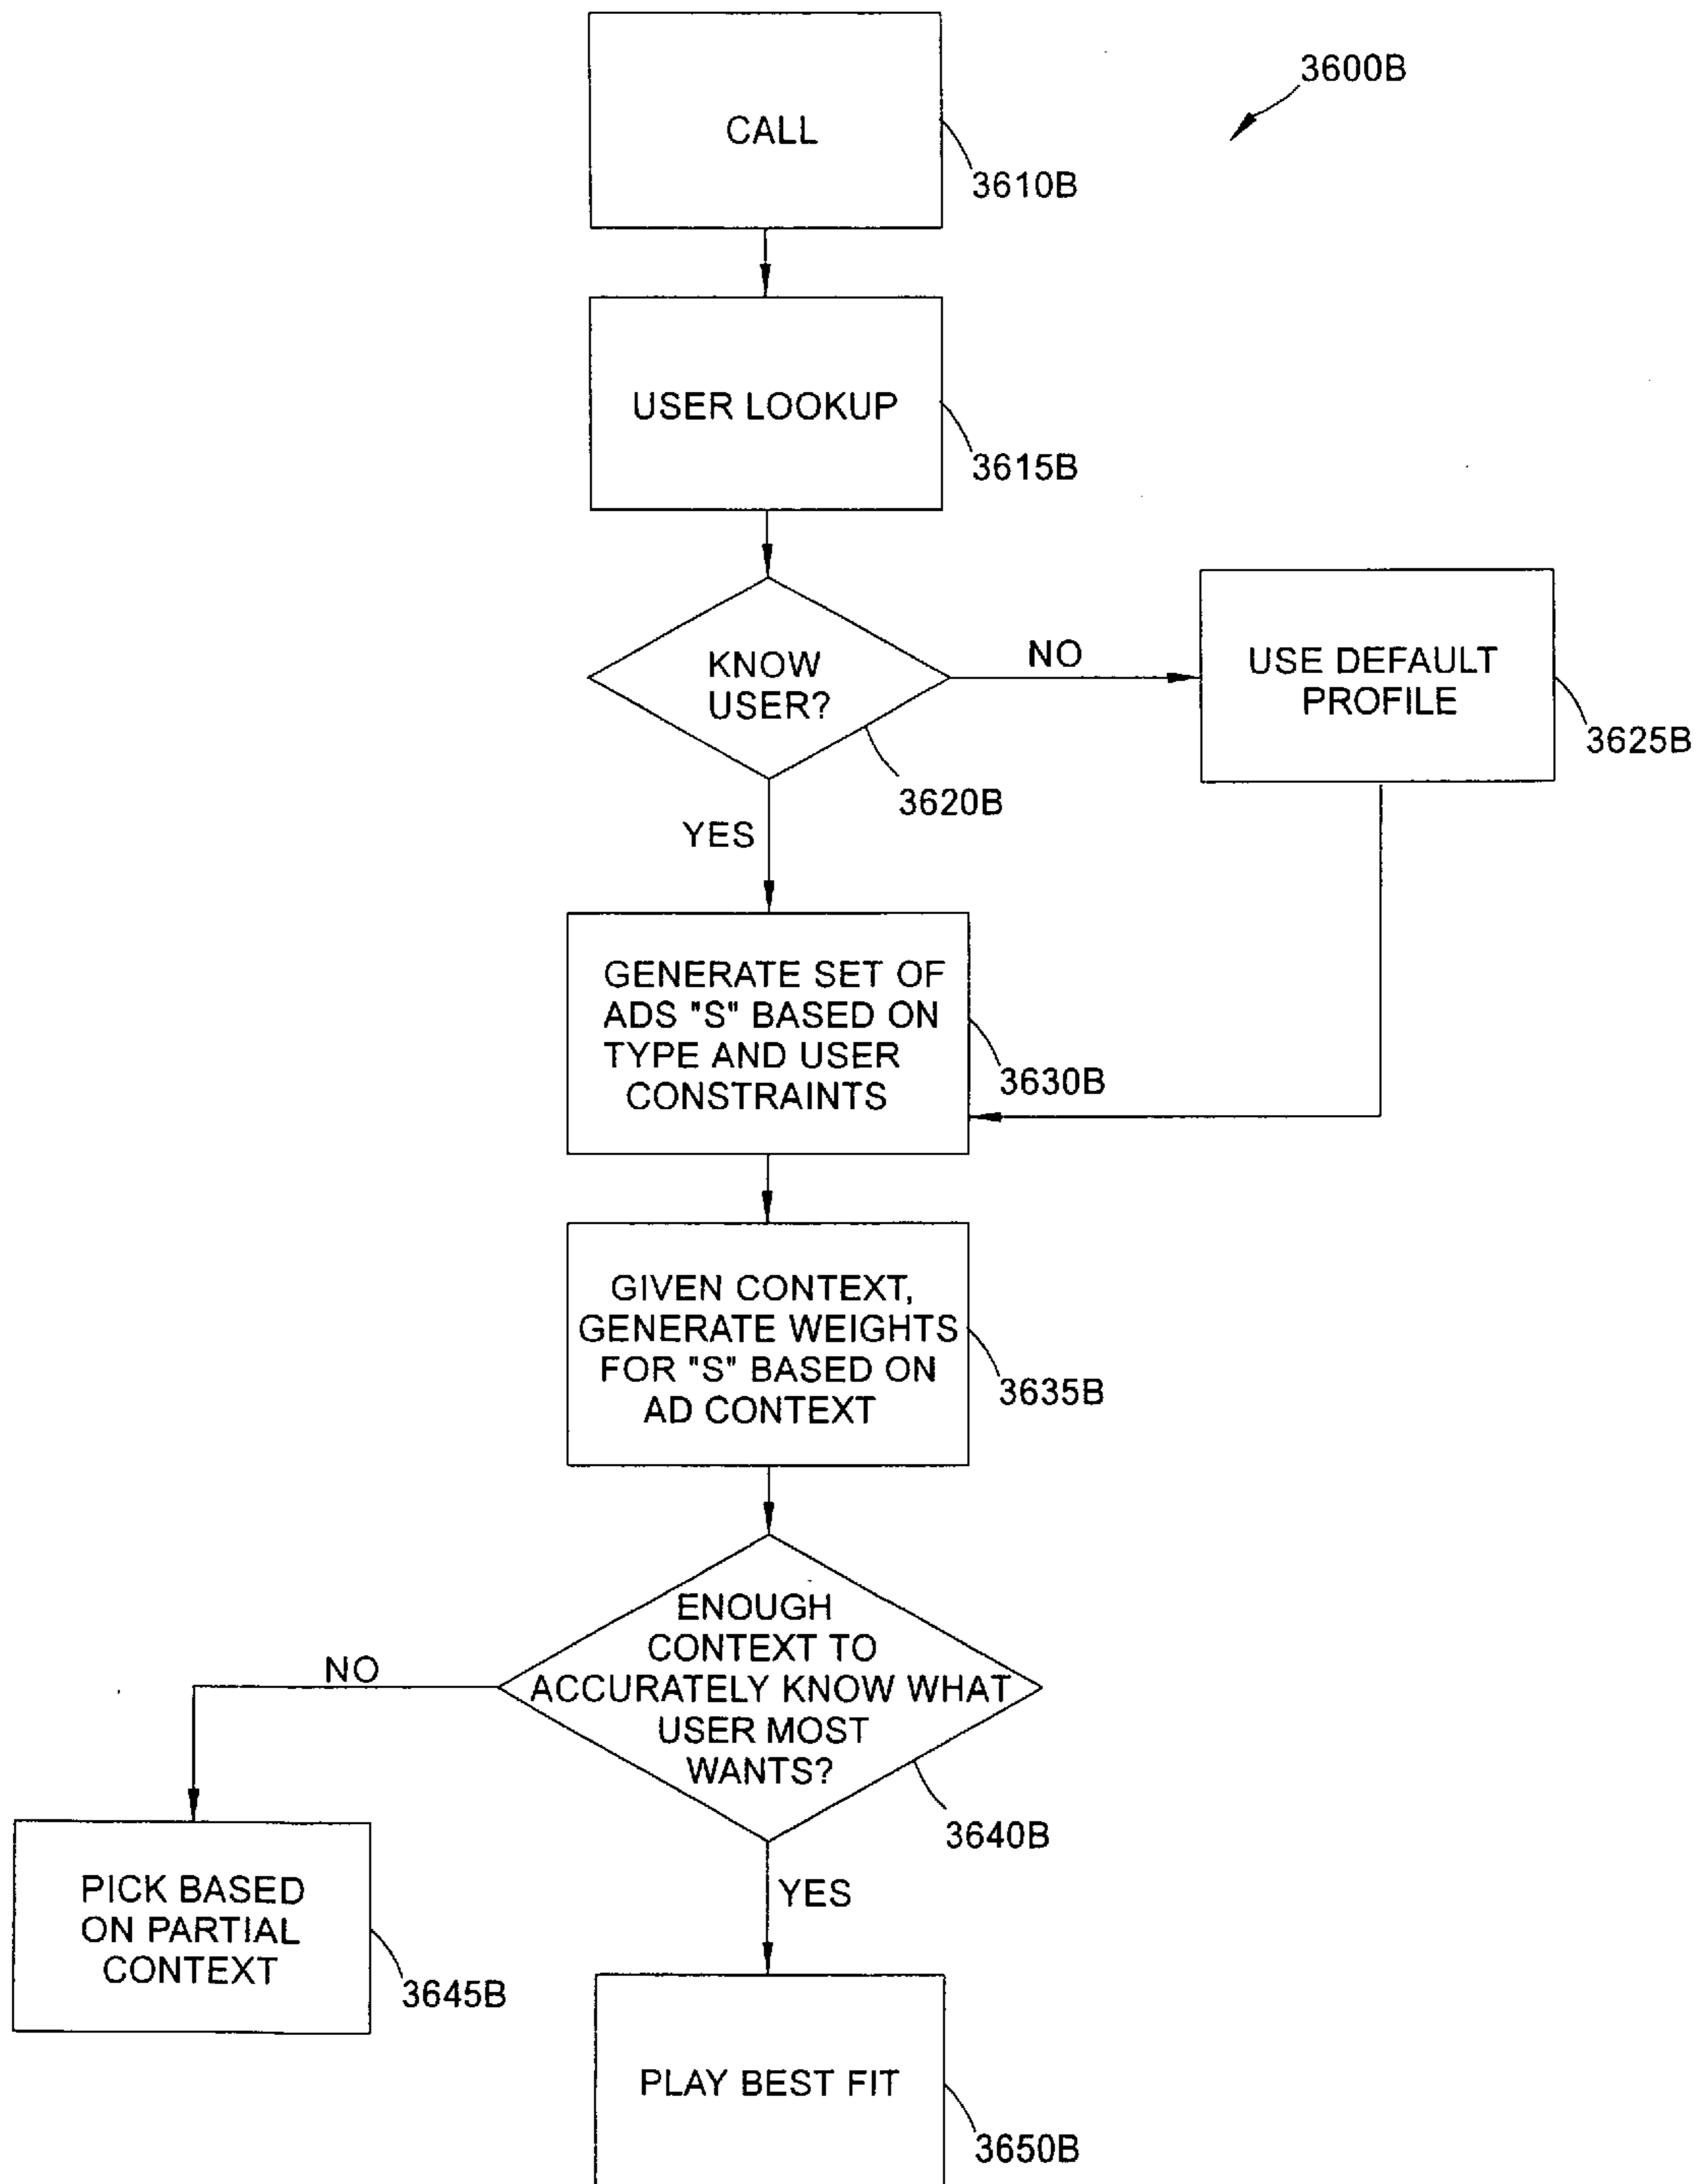 3600B
CALL
3610B
USER LOOKUP
3615B
KNOW
USER?
3620B
NO
USE DEFAULT
PROFILE
3625B
YES
GENERATE SET OF
ADS "S" BASED ON
TYPE AND USER
CONSTRAINTS
3630B
GIVEN CONTEXT,
GENERATE WEIGHTS
FOR "S" BASED ON
AD CONTEXT
3635B
ENOUGH
CONTEXT TO
ACCURATELY KNOW WHAT
USER MOST
WANTS?
3640B
NO
PICK BASED
ON PARTIAL
CONTEXT
3645B
YES
PLAY BEST FIT
3650B